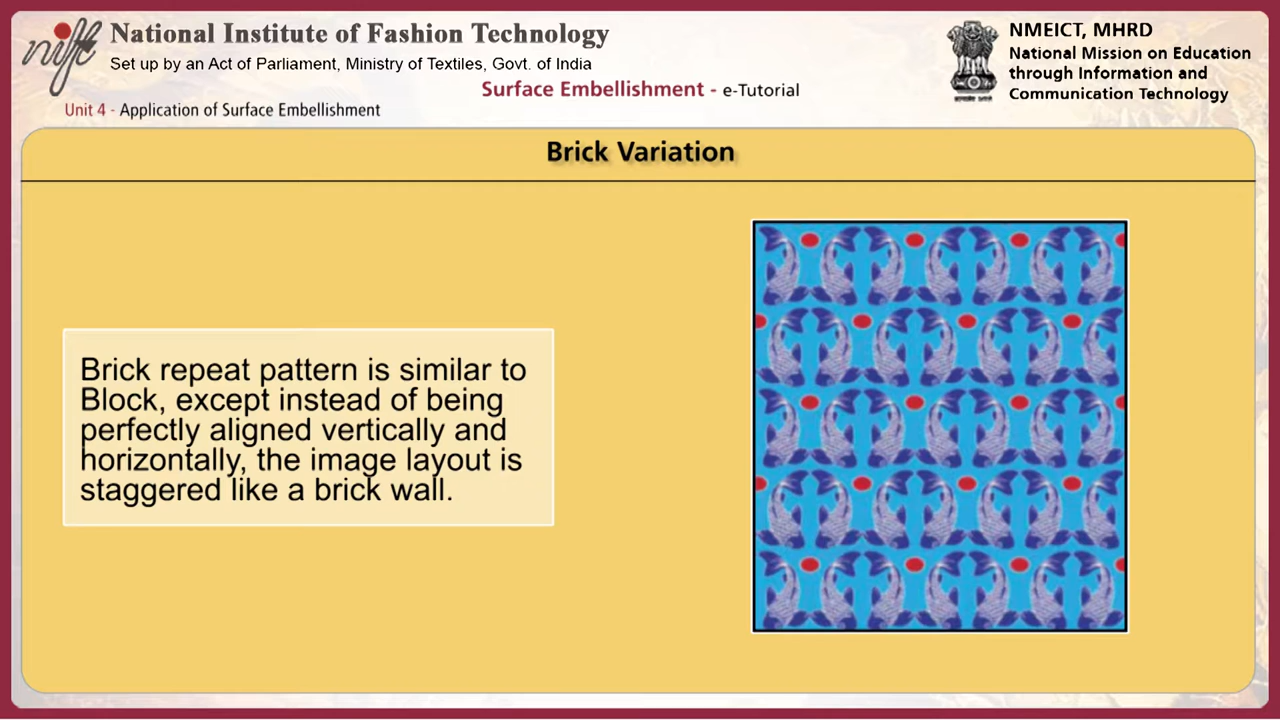 nift
National Institute of Fashion Technology
Set up by an Act of Parliament, Ministry of Textiles, Govt. of India
NMEICT, MHRD
National Mission on Education
through Information and
Communication Technology
Surface Embellishment - e-Tutorial
Unit 4 - Application of Surface Embellishment
Brick Variation
Brick repeat pattern is similar to
Block, except instead of being
perfectly aligned vertically and
horizontally, the image layout is
staggered like a brick wall.